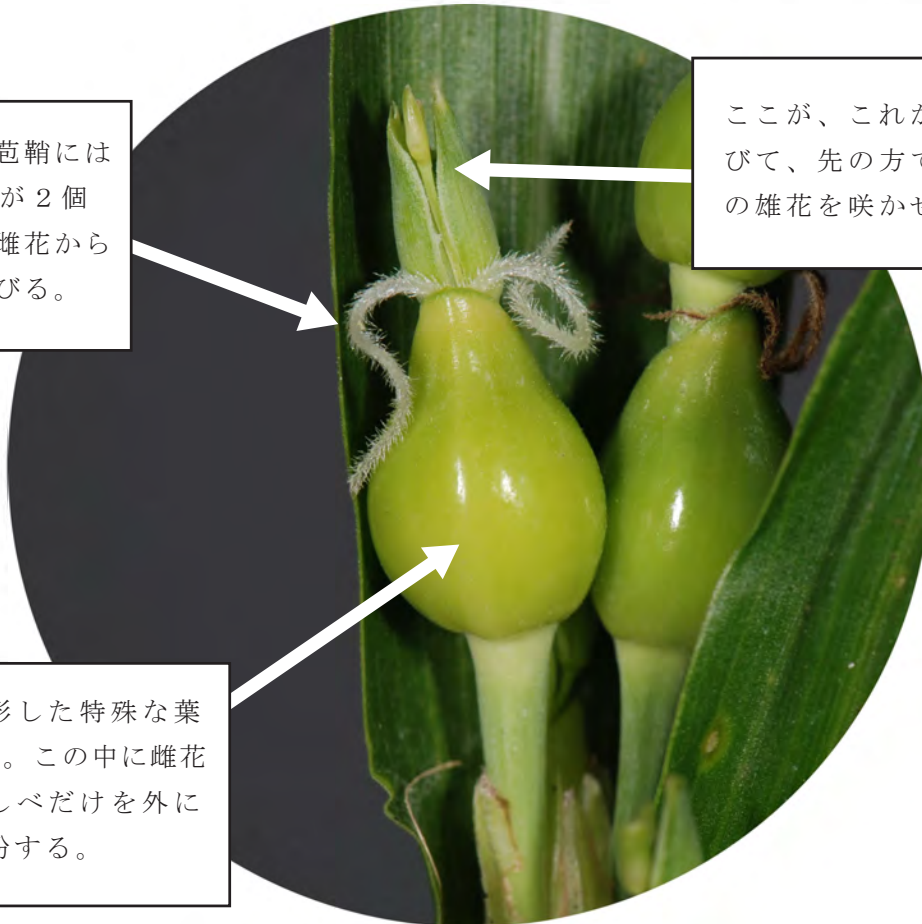 苞鞘には
が２個
雌花から
びる。
ここが、これか
びて、先の方で
の雄花を咲かせ
形した特殊な葉
。この中に雌花
しべだけを外に
粉する。